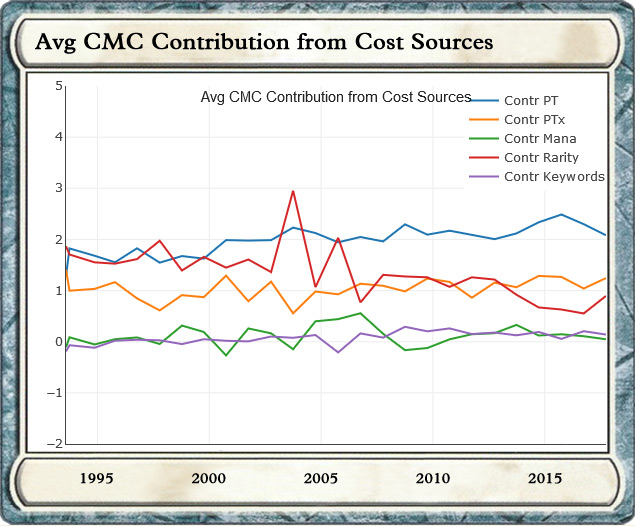 Avg CMC Contribution from Cost Sources
Avg CMC Contribution from Cost Sources
Contr PT
Contr PTx
Contr Mana
Contr Rarity
Contr Keywords
5
4
3
2
1
0
−1
−2
1995 2000 2005 2010 2015